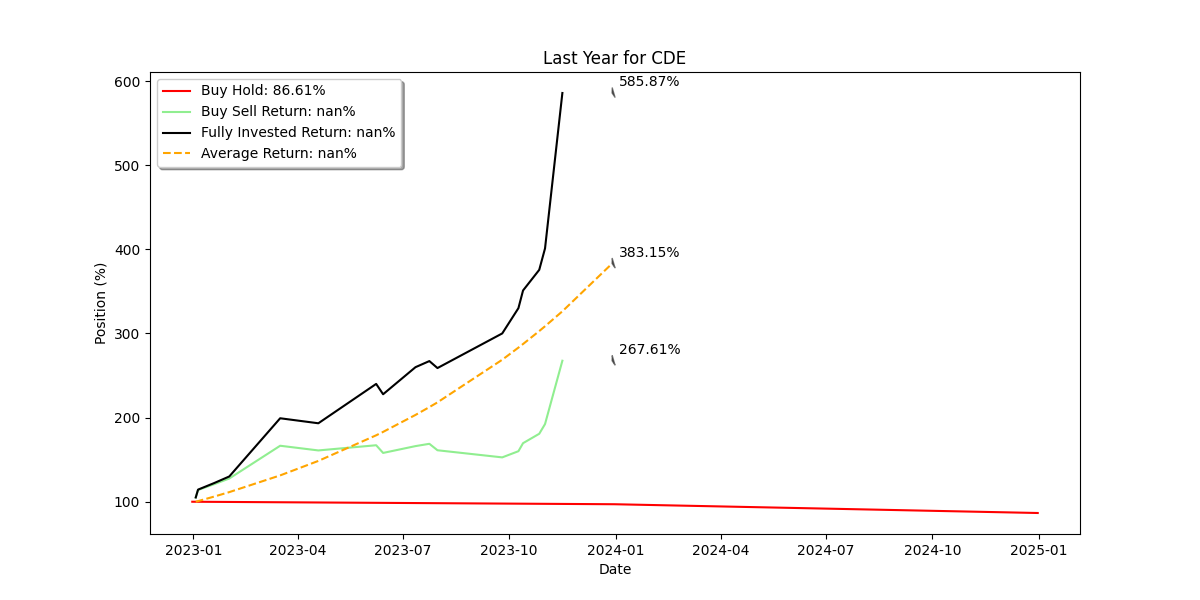 Last Year for CDE
Buy Hold: 86.61%
Buy Sell Return: nan%
Fully Invested Return: nan%
Average Return: nan%
585.87%
383.15%
267.61%
Position (%)
600
500
400
300
200
100
2023-01
2023-04
2023-07
2023-10
2024-01
2024-04
2024-07
2024-10
2025-01
Date